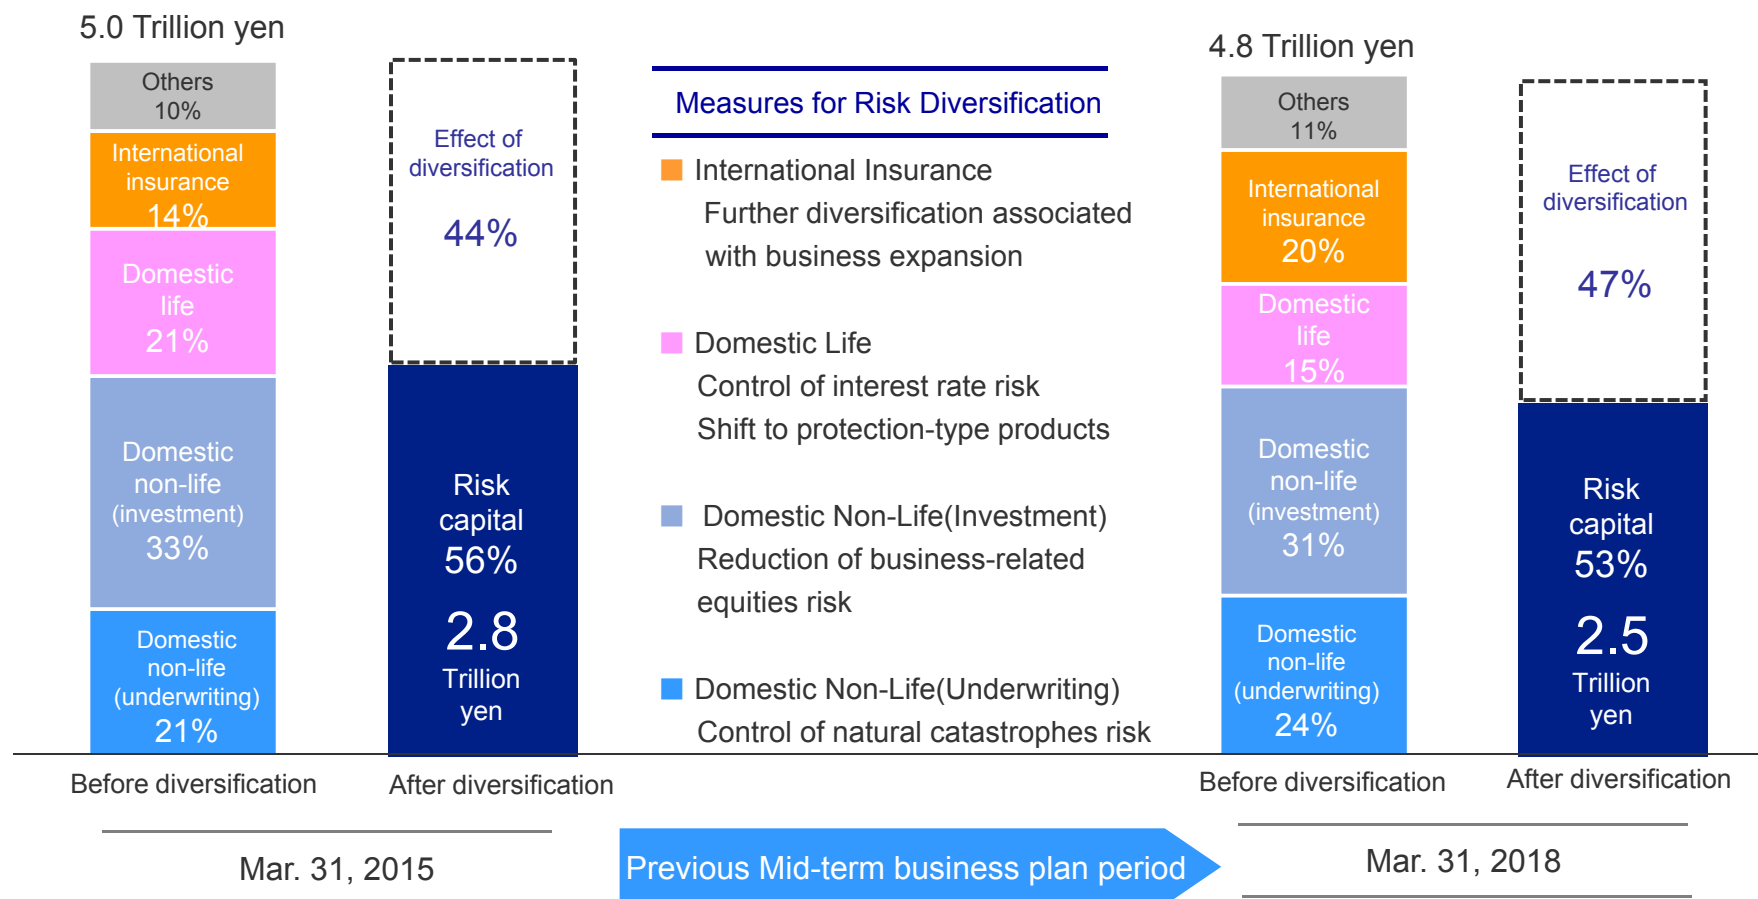 5.0 Trillion yen
Others
10%
International
insurance
14%
Domestic
life
21%
Domestic
non-life
(investment)
33%
Domestic
non-life
(underwriting)
21%
Before diversification
Effect of
diversification
44%
Risk
capital
56%
2.8
Trillion
yen
After diversification
Mar. 31, 2015
Measures for Risk Diversification
International Insurance
Further diversification associated
with business expansion
Domestic Life
Control of interest rate risk
Shift to protection-type products
Domestic Non-Life(Investment)
Reduction of business-related
equities risk
Domestic Non-Life(Underwriting)
Control of natural catastrophes risk
Previous Mid-term business plan period
4.8 Trillion yen
Others
11%
International
insurance
20%
Domestic
life
15%
Domestic
non-life
(investment)
31%
Domestic
non-life
(underwriting)
24%
Before diversification
Effect of
diversification
47%
Risk
capital
53%
2.5
Trillion
yen
After diversification
Mar. 31, 2018